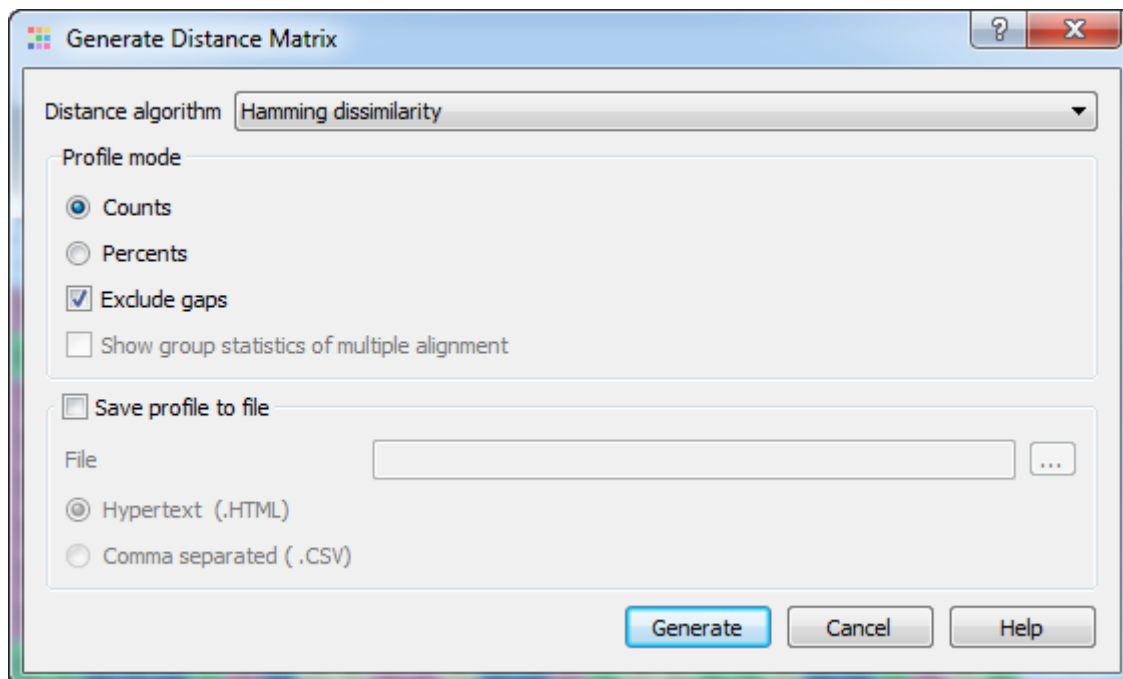 Generate Distance Matrix
Distance algorithm Hamming dissimilarity
Profile mode
Counts
Percents
Exclude gaps
Show group statistics of multiple alignment
Save profile to file
File ...
Hypertext (.HTML)
Comma separated ( .CSV)
Generate Cancel Help